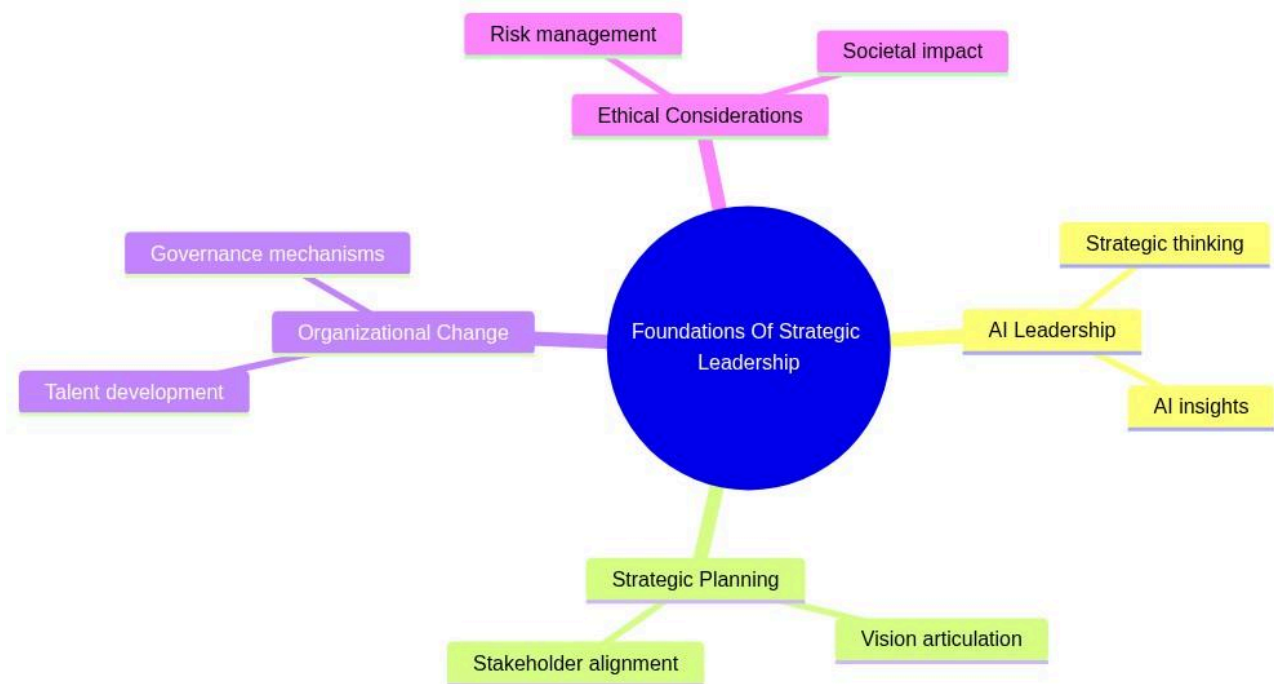 Risk management
Societal impact
Ethical Considerations
Governance mechanisms
Strategic thinking
Organizational Change
Foundations Of Strategic
Leadership
AI Leadership
Talent development
AI insights
Strategic Planning
Vision articulation
Stakeholder alignment